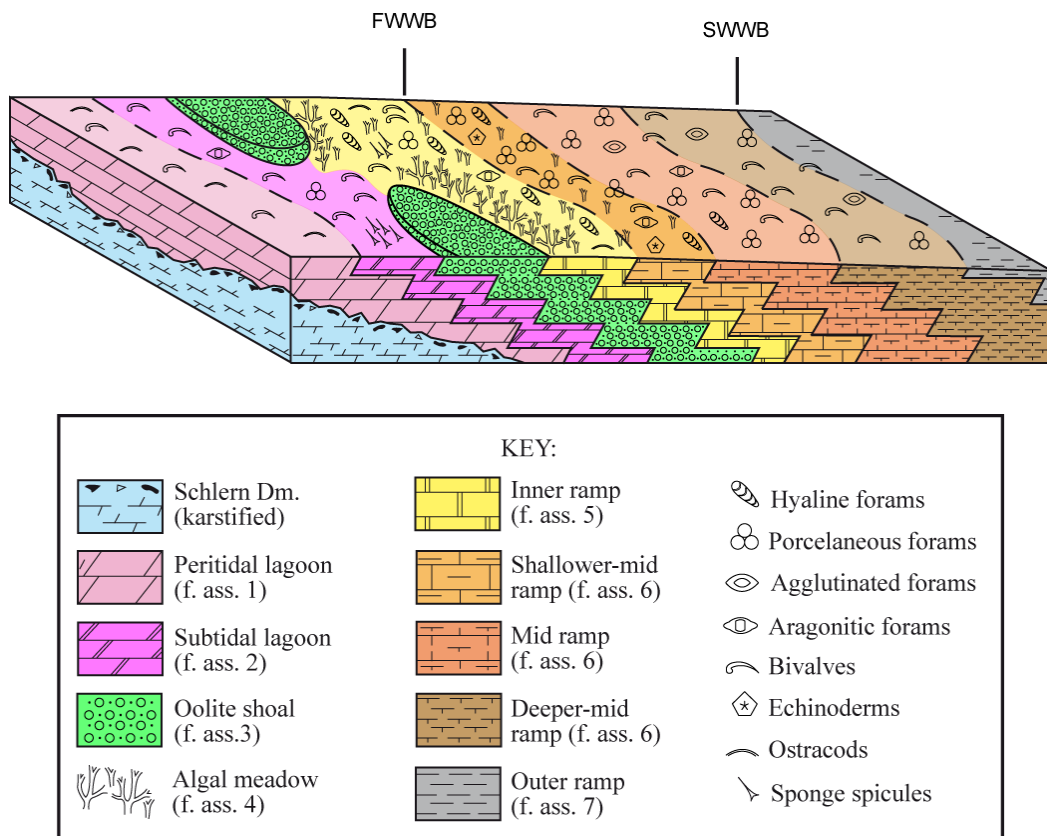 FWWB
SWWB
KEY:
Schlern Dm.
(karstified)
Peritidal lagoon
(f. ass. 1)
Subtidal lagoon
(f. ass. 2)
Oolite shoal
(f. ass.3)
Algal meadow
(f. ass. 4)
Inner ramp
(f. ass. 5)
Shallower-mid
ramp (f. ass. 6)
Mid ramp
(f. ass. 6)
Deeper-mid
ramp (f. ass. 6)
Outer ramp
(f. ass. 7)
Hyaline forams
Porcelaneous forams
Agglutinated forams
Aragonitic forams
Bivalves
Echinoderms
Ostracods
Sponge spicules